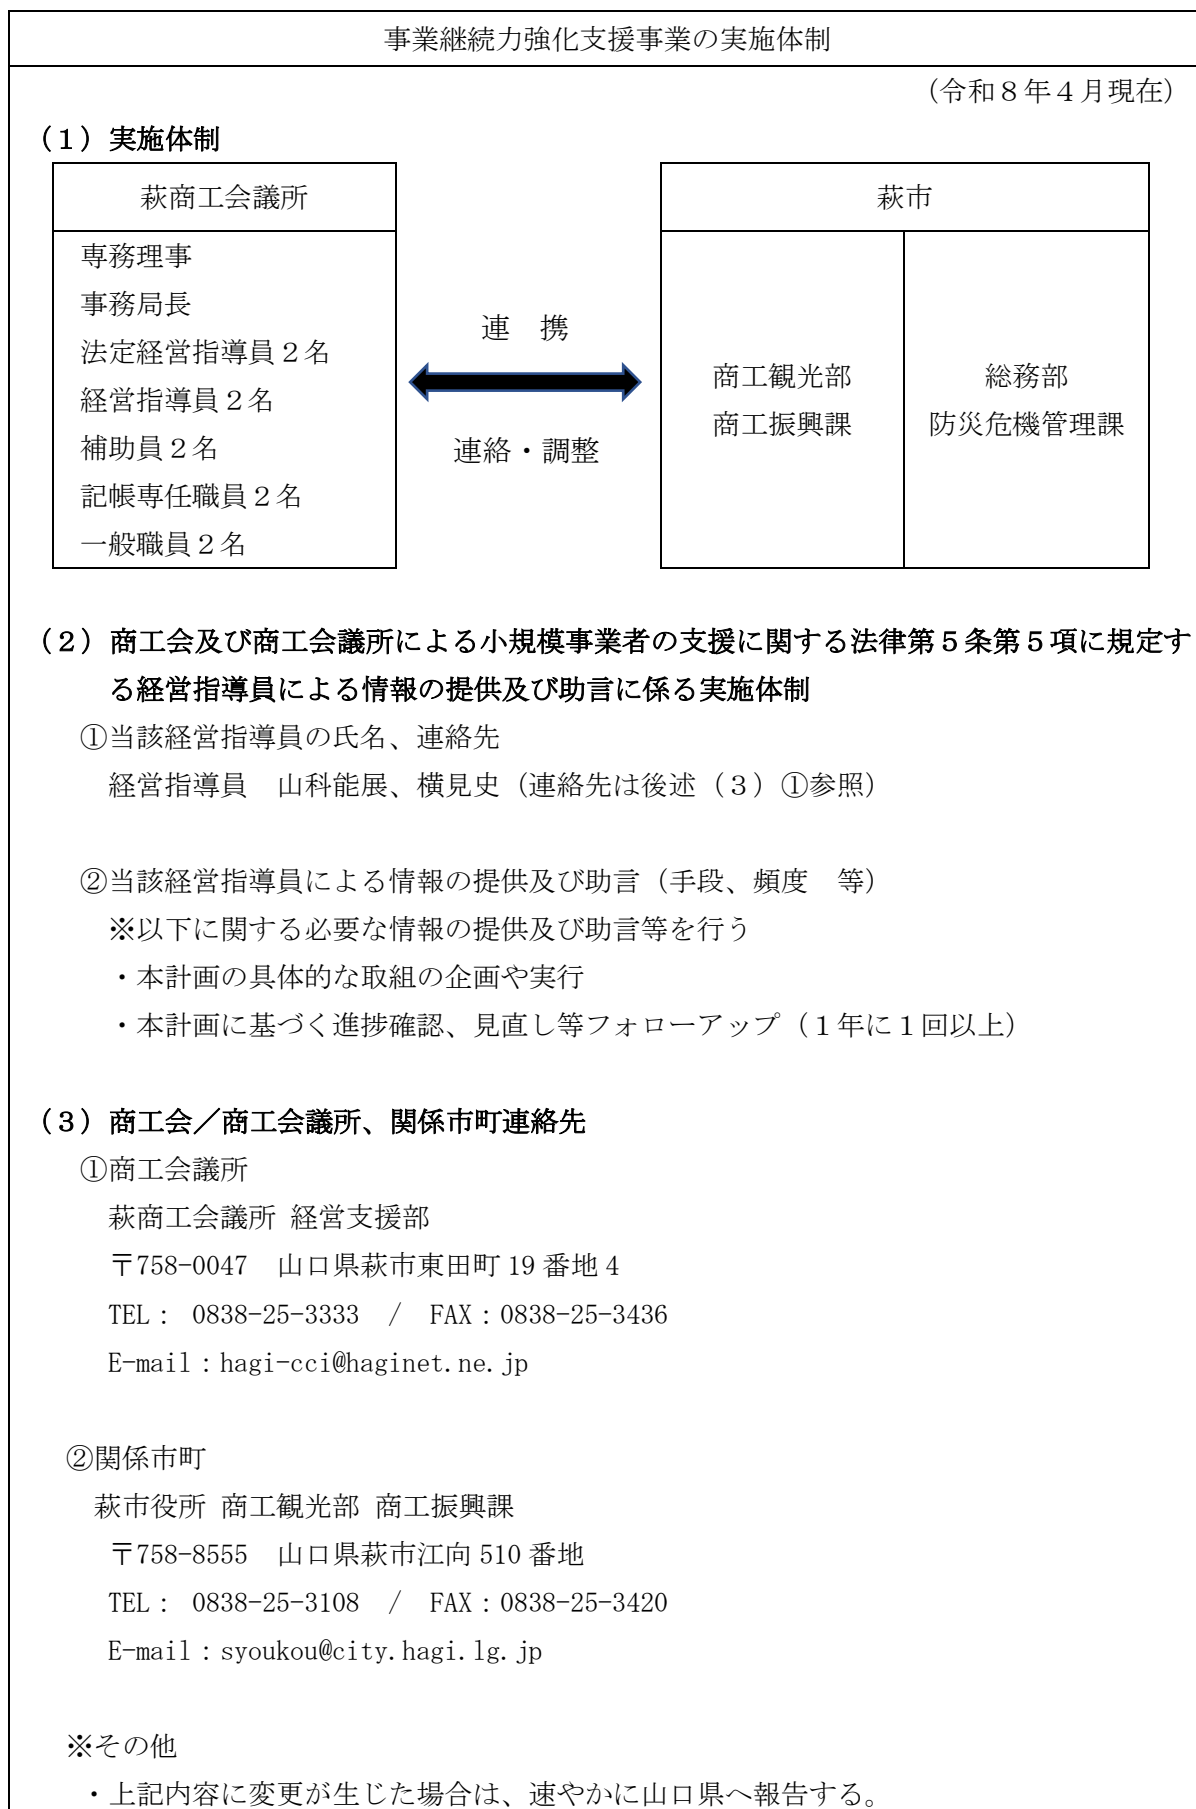 事業継続力強化支援事業の実施体制
（令和８年４月現在）
（１）実施体制
萩商工会議所
専務理事
事務局長
法定経営指導員２名
経営指導員２名
補助員２名
記帳専任職員２名
一般職員２名
連　携
連絡・調整
萩市
商工観光部
商工振興課
総務部
防災危機管理課
（２）商工会及び商工会議所による小規模事業者の支援に関する法律第５条第５項に規定す
る経営指導員による情報の提供及び助言に係る実施体制
①当該経営指導員の氏名、連絡先
経営指導員　山科能展、横見史（連絡先は後述（３）①参照）
②当該経営指導員による情報の提供及び助言（手段、頻度　等）
※以下に関する必要な情報の提供及び助言等を行う
・本計画の具体的な取組の企画や実行
・本計画に基づく進捗確認、見直し等フォローアップ（１年に１回以上）
（３）商工会／商工会議所、関係市町連絡先
①商工会議所
萩商工会議所 経営支援部
〒758-0047　山口県萩市東田町 19 番地 4
TEL： 0838-25-3333　/　FAX：0838-25-3436
E-mail：hagi-cci@haginet.ne.jp
②関係市町
萩市役所 商工観光部 商工振興課
〒758-8555　山口県萩市江向 510 番地
TEL： 0838-25-3108　/　FAX：0838-25-3420
E-mail：syoukou@city.hagi.lg.jp
※その他
・上記内容に変更が生じた場合は、速やかに山口県へ報告する。